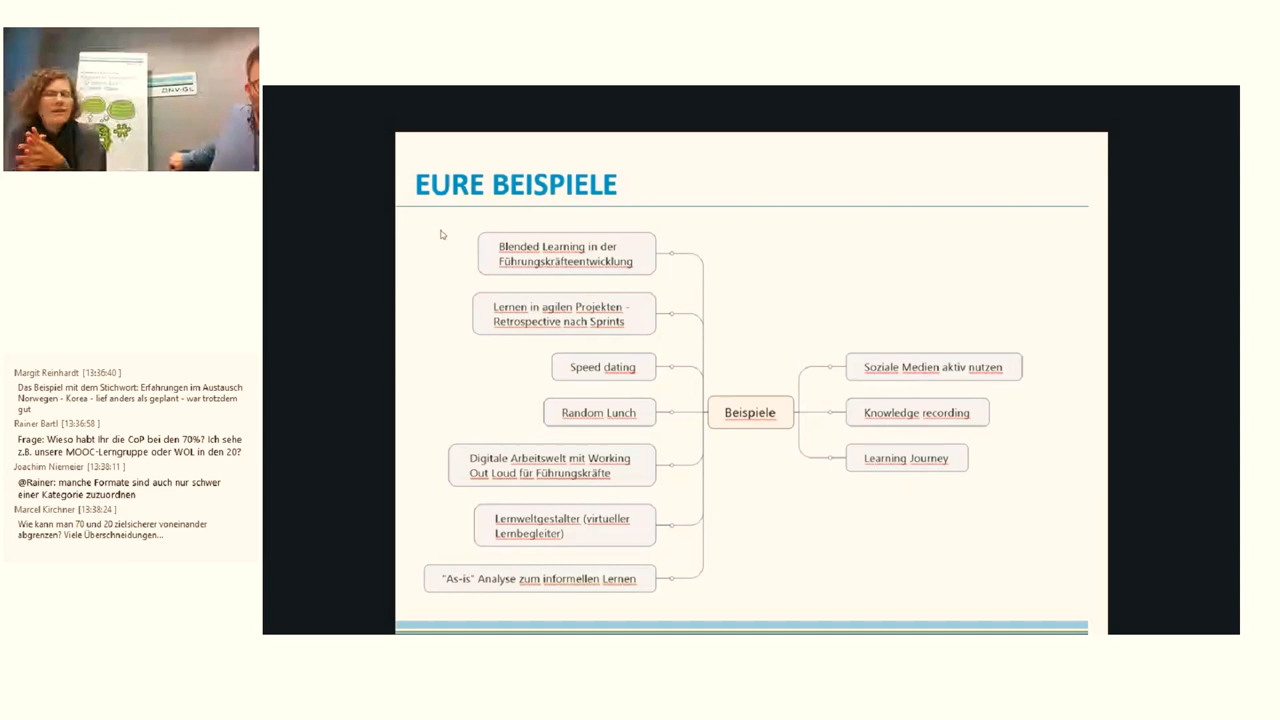 DNV·GL
EURE BEISPIELE
Blended Learning in der
Führungskräfteentwicklung
Lernen in agilen Projekten -
Retrospective nach Sprints
Speed dating
Random Lunch
Digitale Arbeitswelt mit Working
Out Loud für Führungskräfte
Lernweltgestalter (virtueller
Lernbegleiter)
"As-is" Analyse zum informellen Lernen
Beispiele
Soziale Medien aktiv nutzen
Knowledge recording
Learning Journey
Margit Reinhardt [13:36:40]
Das Beispiel mit dem Stichwort: Erfahrungen im Austausch
Norwegen - Korea - lief anders als geplant - war trotzdem
gut
Rainer Bartl [13:36:58]
Frage: Wieso habt Ihr die CoP bei den 70%? Ich sehe
z.B. unsere MOOC-Lerngruppe oder WOL in den 20?
Joachim Niemeier [13:38:11]
@Rainer: manche Formate sind auch nur schwer
einer Kategorie zuzuordnen
Marcel Kirchner [13:38:24]
Wie kann man 70 und 20 zielsicherer voneinander
abgrenzen? Viele Überschneidungen...